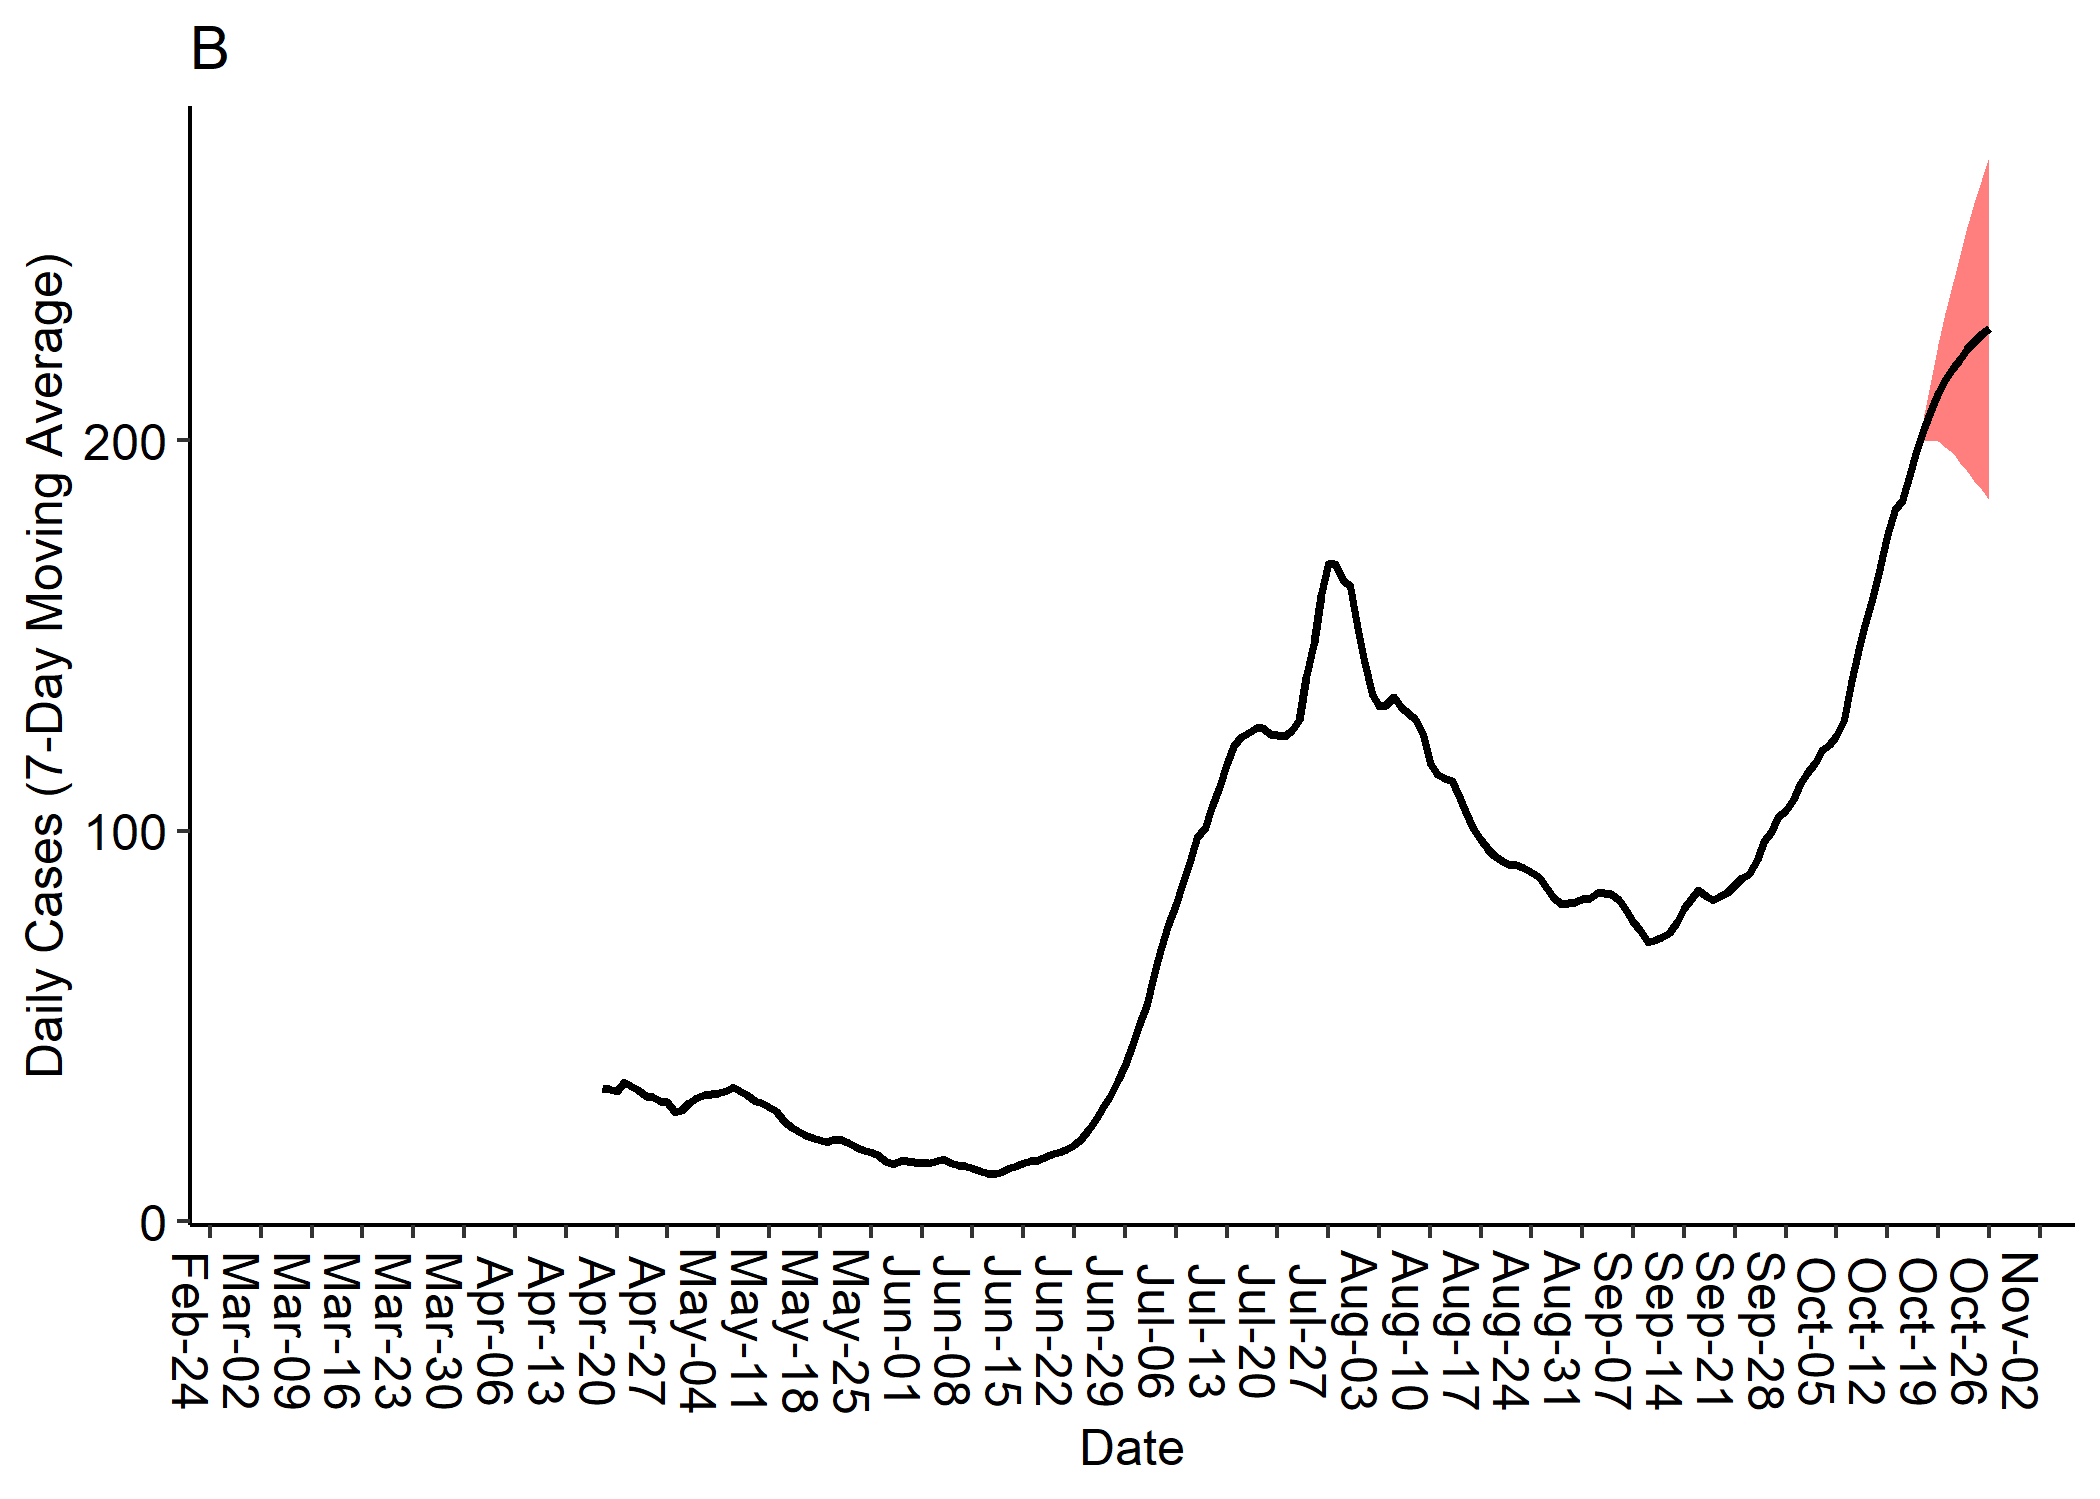 B
Daily Cases (7-Day Moving Average)
200
100
0
Feb-24
Mar-02
Mar-09
Mar-16
Mar-23
Mar-30
Apr-06
Apr-13
Apr-20
Apr-27
May-04
May-11
May-18
May-25
Jun-01
Jun-08
Jun-15
Jun-22
Jun-29
Jul-06
Jul-13
Jul-20
Jul-27
Aug-03
Aug-10
Aug-17
Aug-24
Aug-31
Sep-07
Sep-14
Sep-21
Sep-28
Oct-05
Oct-12
Oct-19
Oct-26
Nov-02
Date